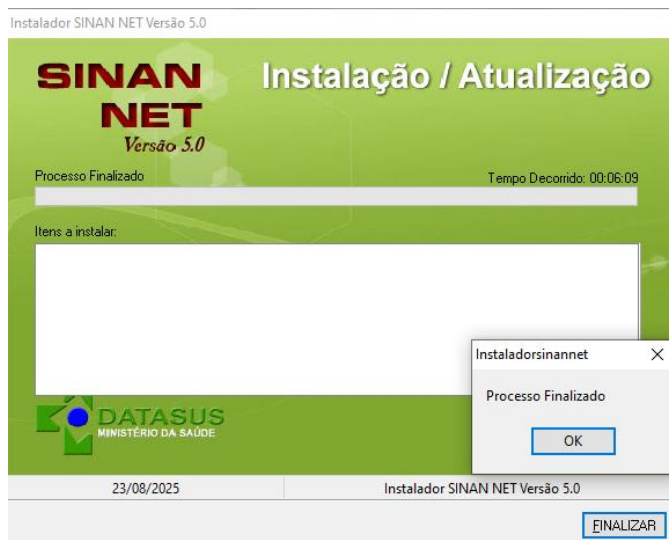 Instalador SINAN NET Versão 5.0
SINAN
NET
Versão 5.0
Instalação / Atualização
Processo Finalizado
Tempo Decorrido: 00:06:09
Itens a instalar:
Instaladorsinannet
Processo Finalizado
OK
DATASUS
MINISTÉRIO DA SAÚDE
23/08/2025
Instalador SINAN NET Versão 5.0
FINALIZAR